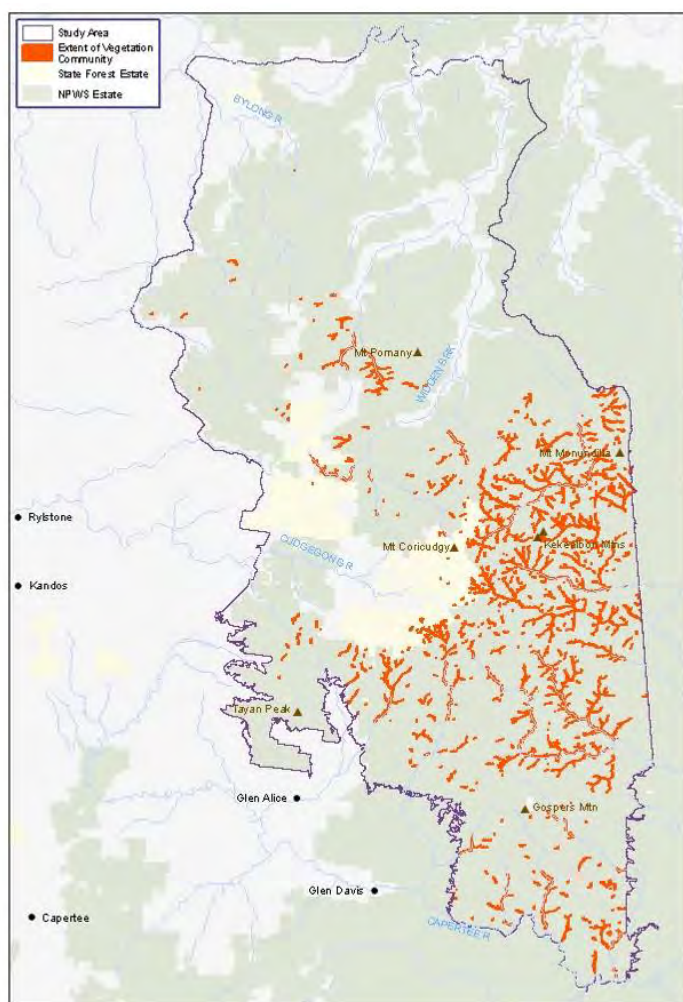 Study Area
Extent of Vegetation
Community
State Forest Estate
NPWS Estate
BYLONG R
Mt Pomany
WIDDEN BRK
Mt Monundilla
Rylstone
Kekeelbon Mtns
Mt Coricudgy
CUDGEGONG R
Kandos
Tayan Peak
Glen Alice
Gospers Mtn
Glen Davis
Capertee
CAPERTEE R